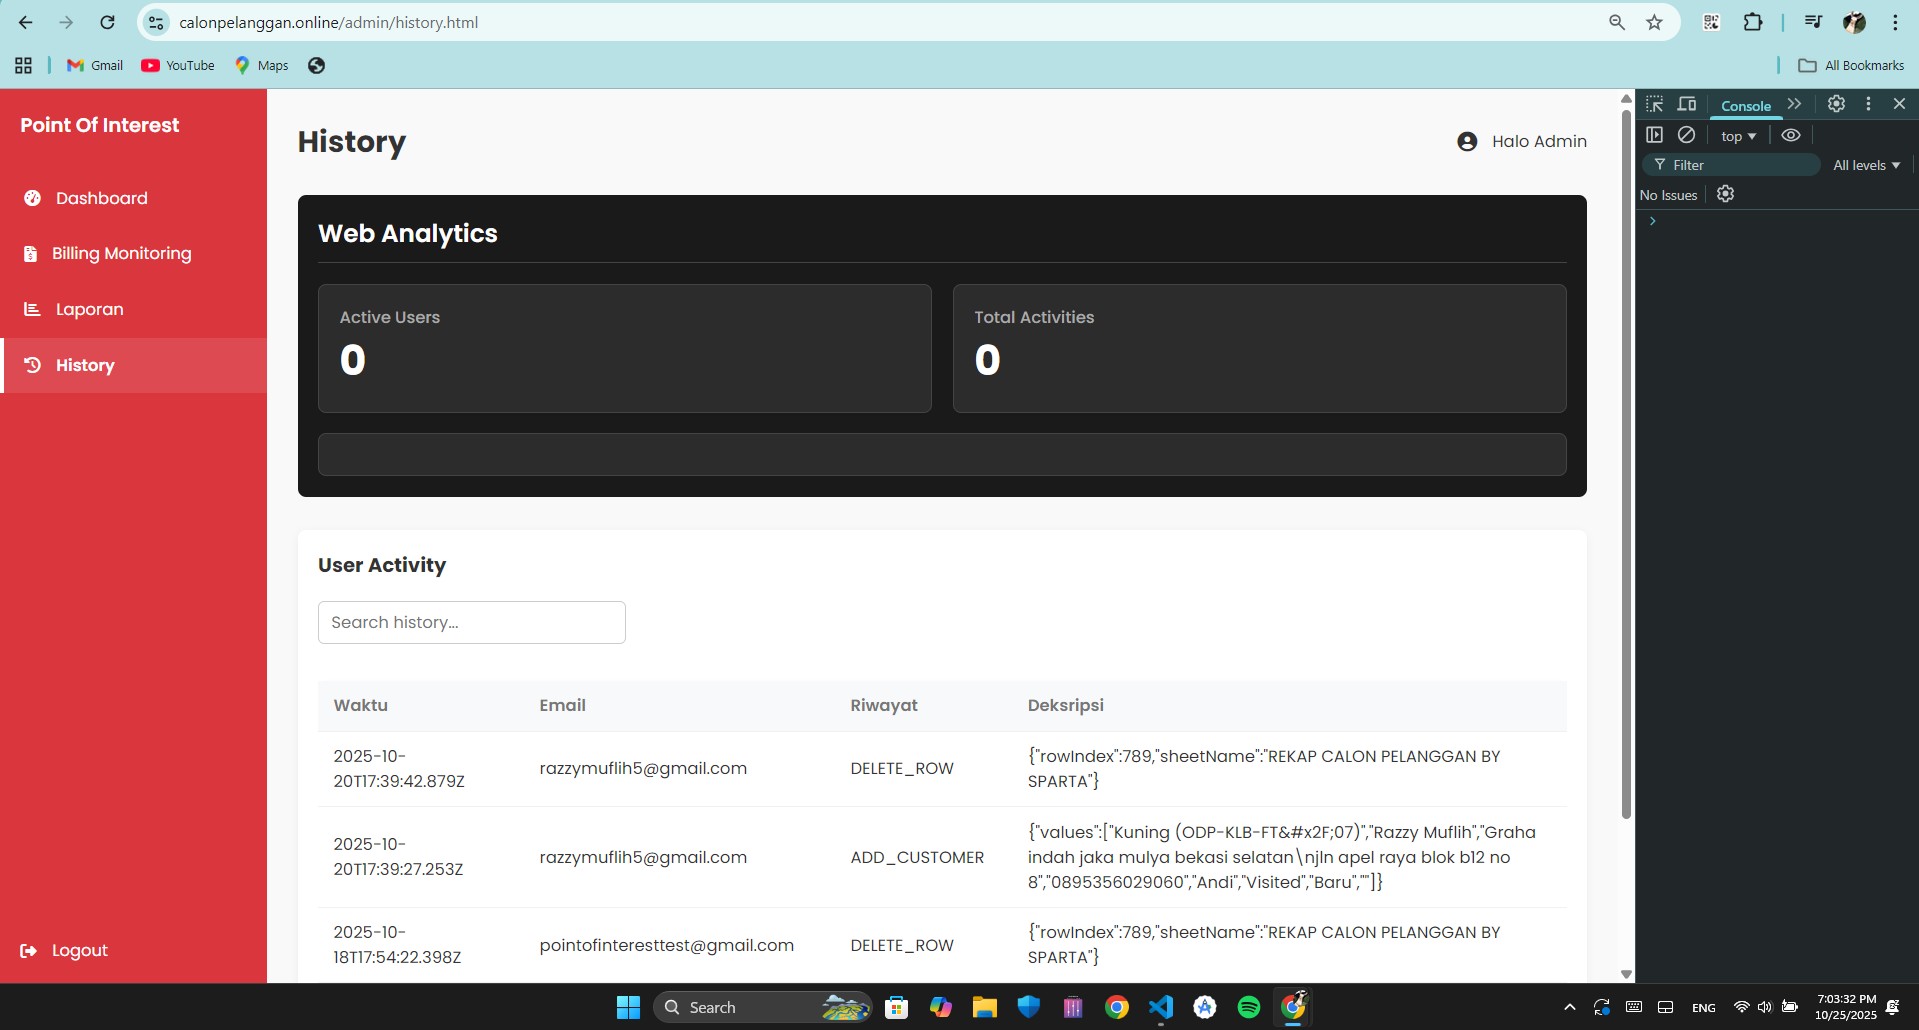 calonpelanggan.online/admin/history.html
Gmail
YouTube
Maps
All Bookmarks
Point Of Interest
Dashboard
Billing Monitoring
Laporan
History
Logout
History
Halo Admin
Web Analytics
Active Users
0
Total Activities
0
User Activity
Search history...
Waktu Email Riwayat Deksripsi
2025-10-
20T17:39:42.879Z
razzymuflih5@gmail.com
DELETE_ROW
{"rowIndex":789,"sheetName":"REKAP CALON PELANGGAN BY
SPARTA"}
2025-10-
20T17:39:27.253Z
razzymuflih5@gmail.com
ADD_CUSTOMER
{"values":["Kuning (ODP-KLB-FT&#x2F;07)","Razzy Muflih","Graha
indah jaka mulya bekasi selatan\njln apel raya blok b12 no
8","0895356029060","Andi","Visited","Baru",""]}
2025-10-
18T17:54:22.398Z
pointofinteresttest@gmail.com
DELETE_ROW
{"rowIndex":789,"sheetName":"REKAP CALON PELANGGAN BY
SPARTA"}
Console
top
Filter
All levels
No Issues
Search
ENG
7:03:32 PM
10/25/2025